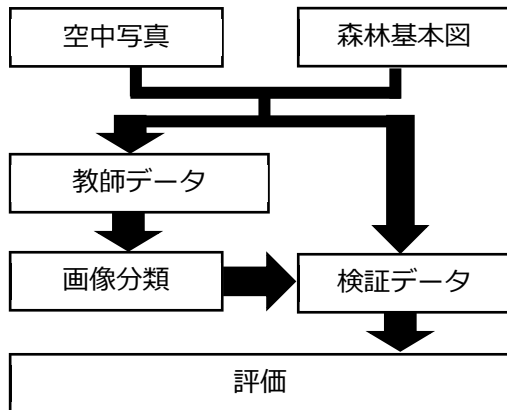 空中写真
森林基本図
教師データ
画像分類
検証データ
評価